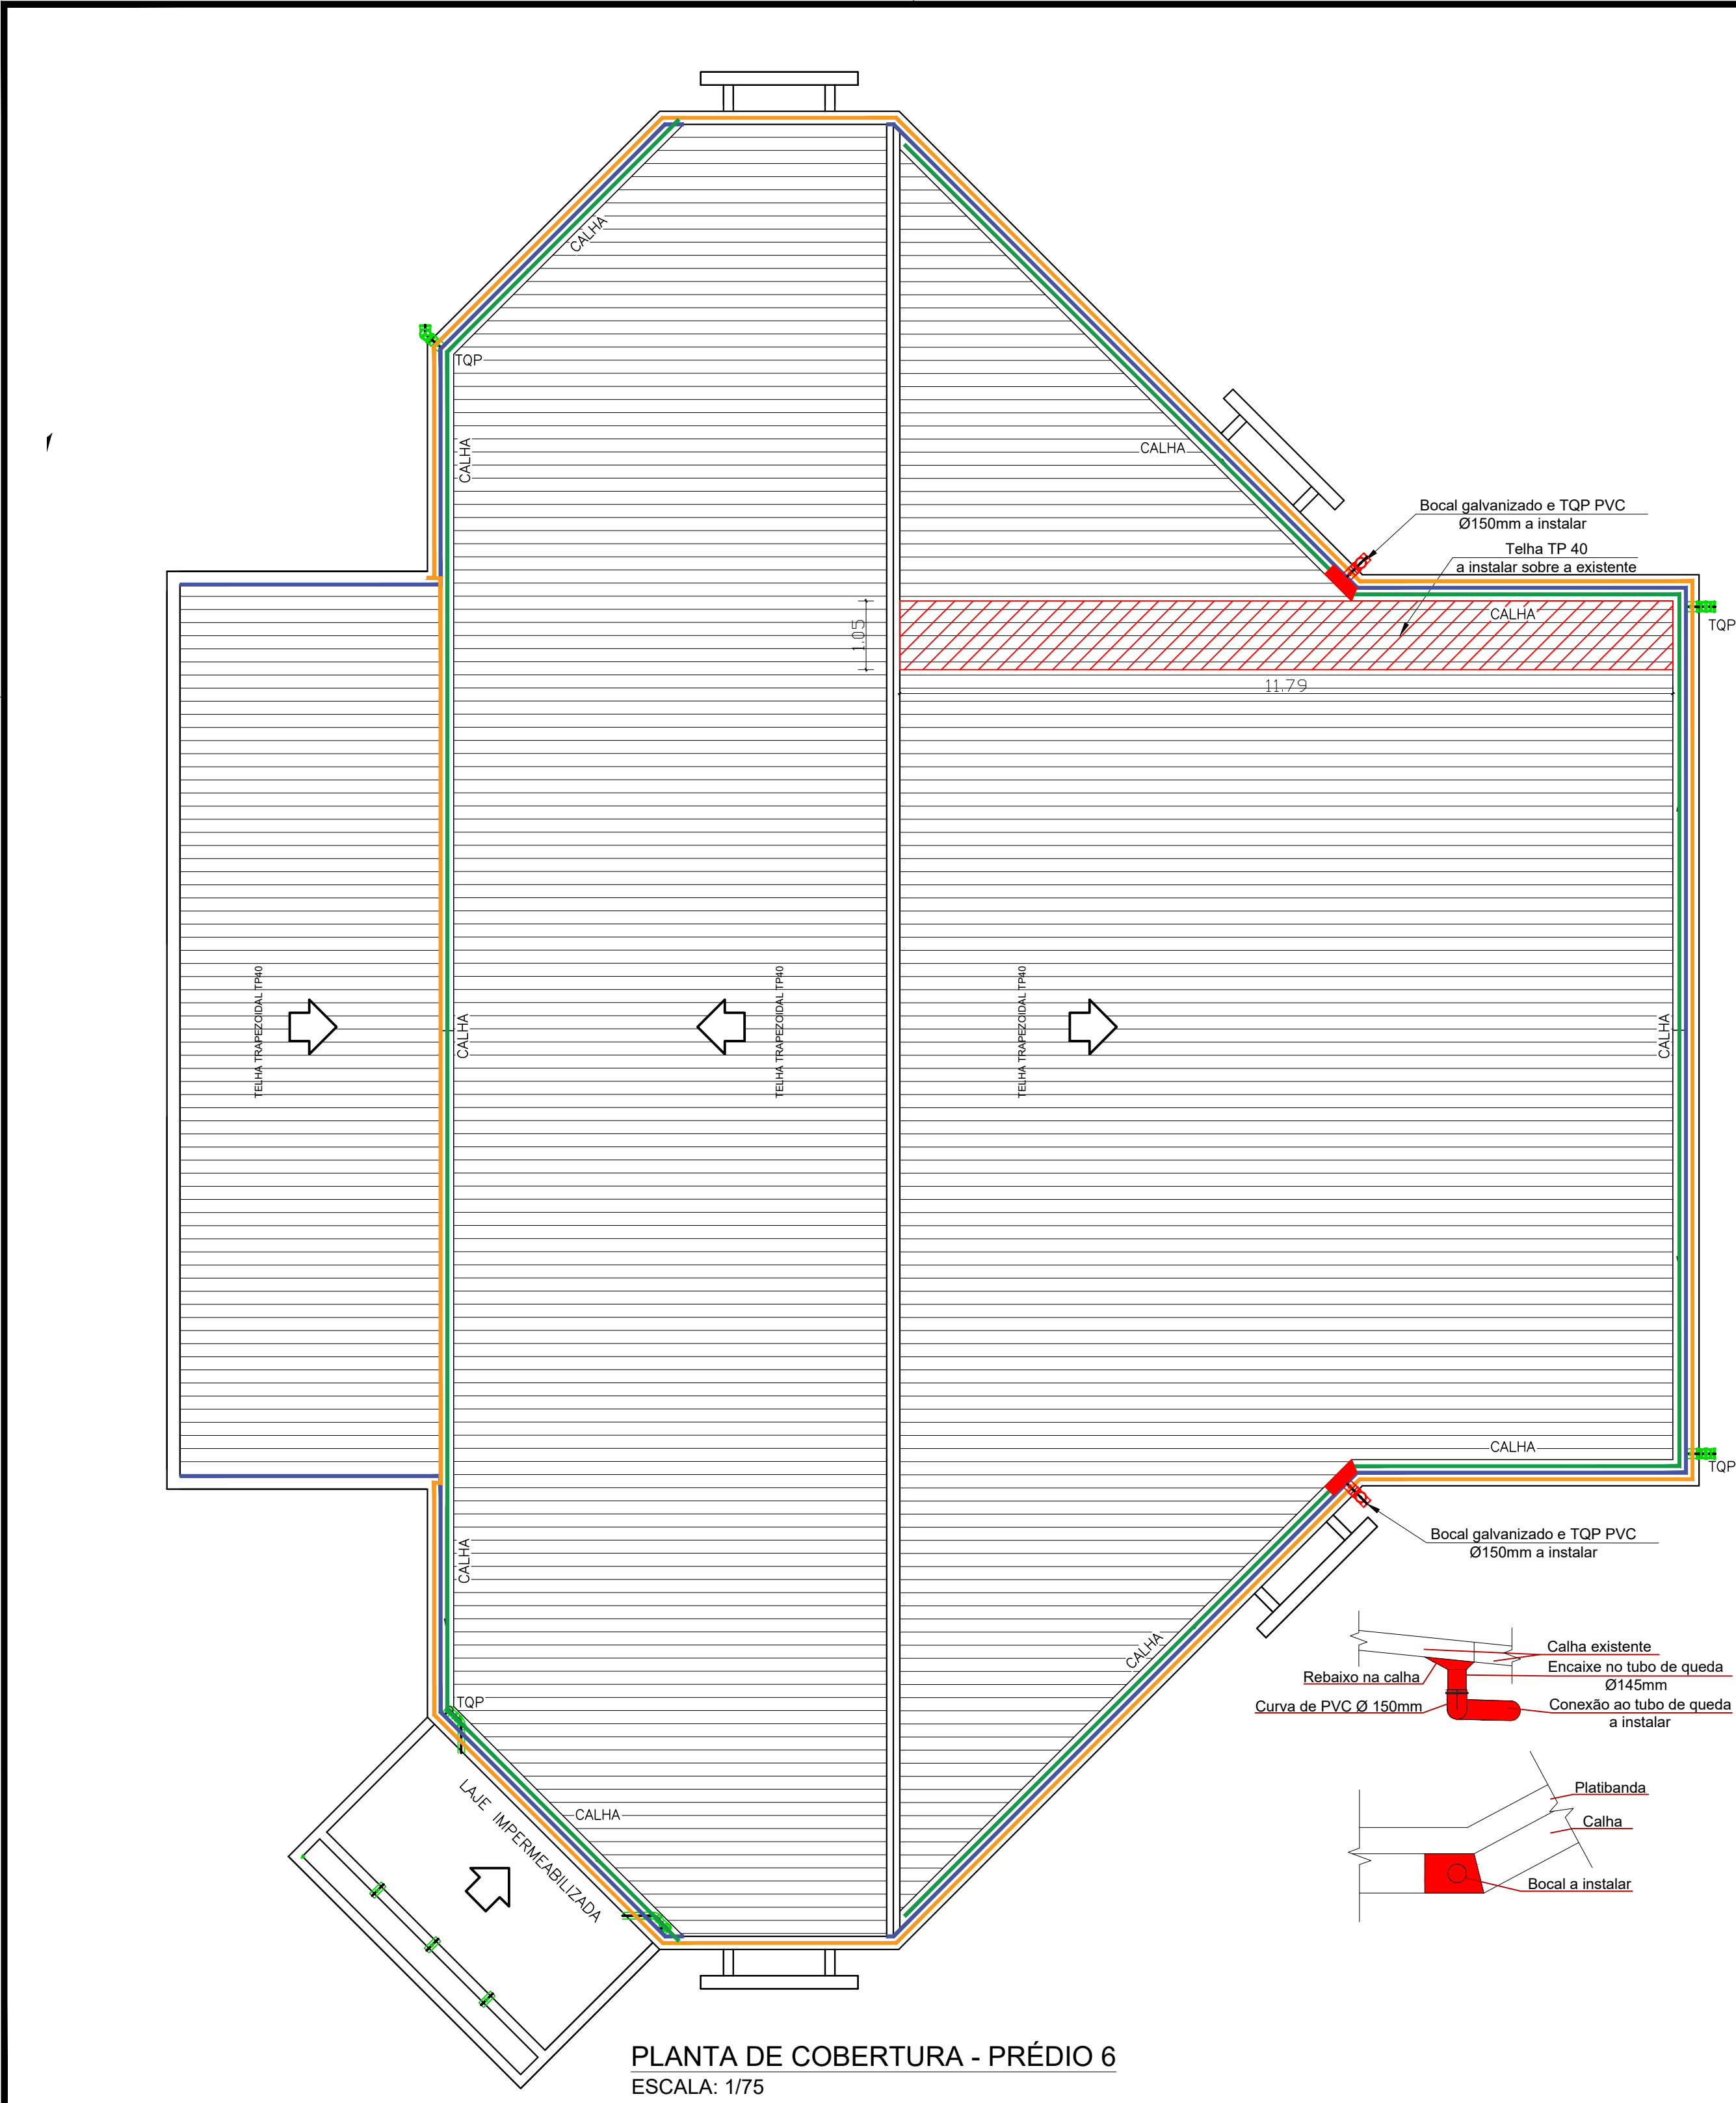 CALHA
TQP
CALHA
CALHA
Bocal galvanizado e TQP PVC
Ø150mm a instalar
Telha TP 40
a instalar sobre a existente
CALHA
TQP
1.05
11.79
TELHA TRAPEZOIDAL TP40
CALHA
TELHA TRAPEZOIDAL TP40
TELHA TRAPEZOIDAL TP40
CALHA
CALHA
TQP
Bocal galvanizado e TQP PVC
Ø150mm a instalar
CALHA
CALHA
TQP
CALHA
LAJE IMPERMEABILIZADA
Calha existente
Rebaixo na calha
Encaixe no tubo de queda
Ø145mm
Curva de PVC Ø 150mm
Conexão ao tubo de queda
a instalar
Platibanda
Calha
Bocal a instalar
PLANTA DE COBERTURA - PRÉDIO 6
ESCALA: 1/75